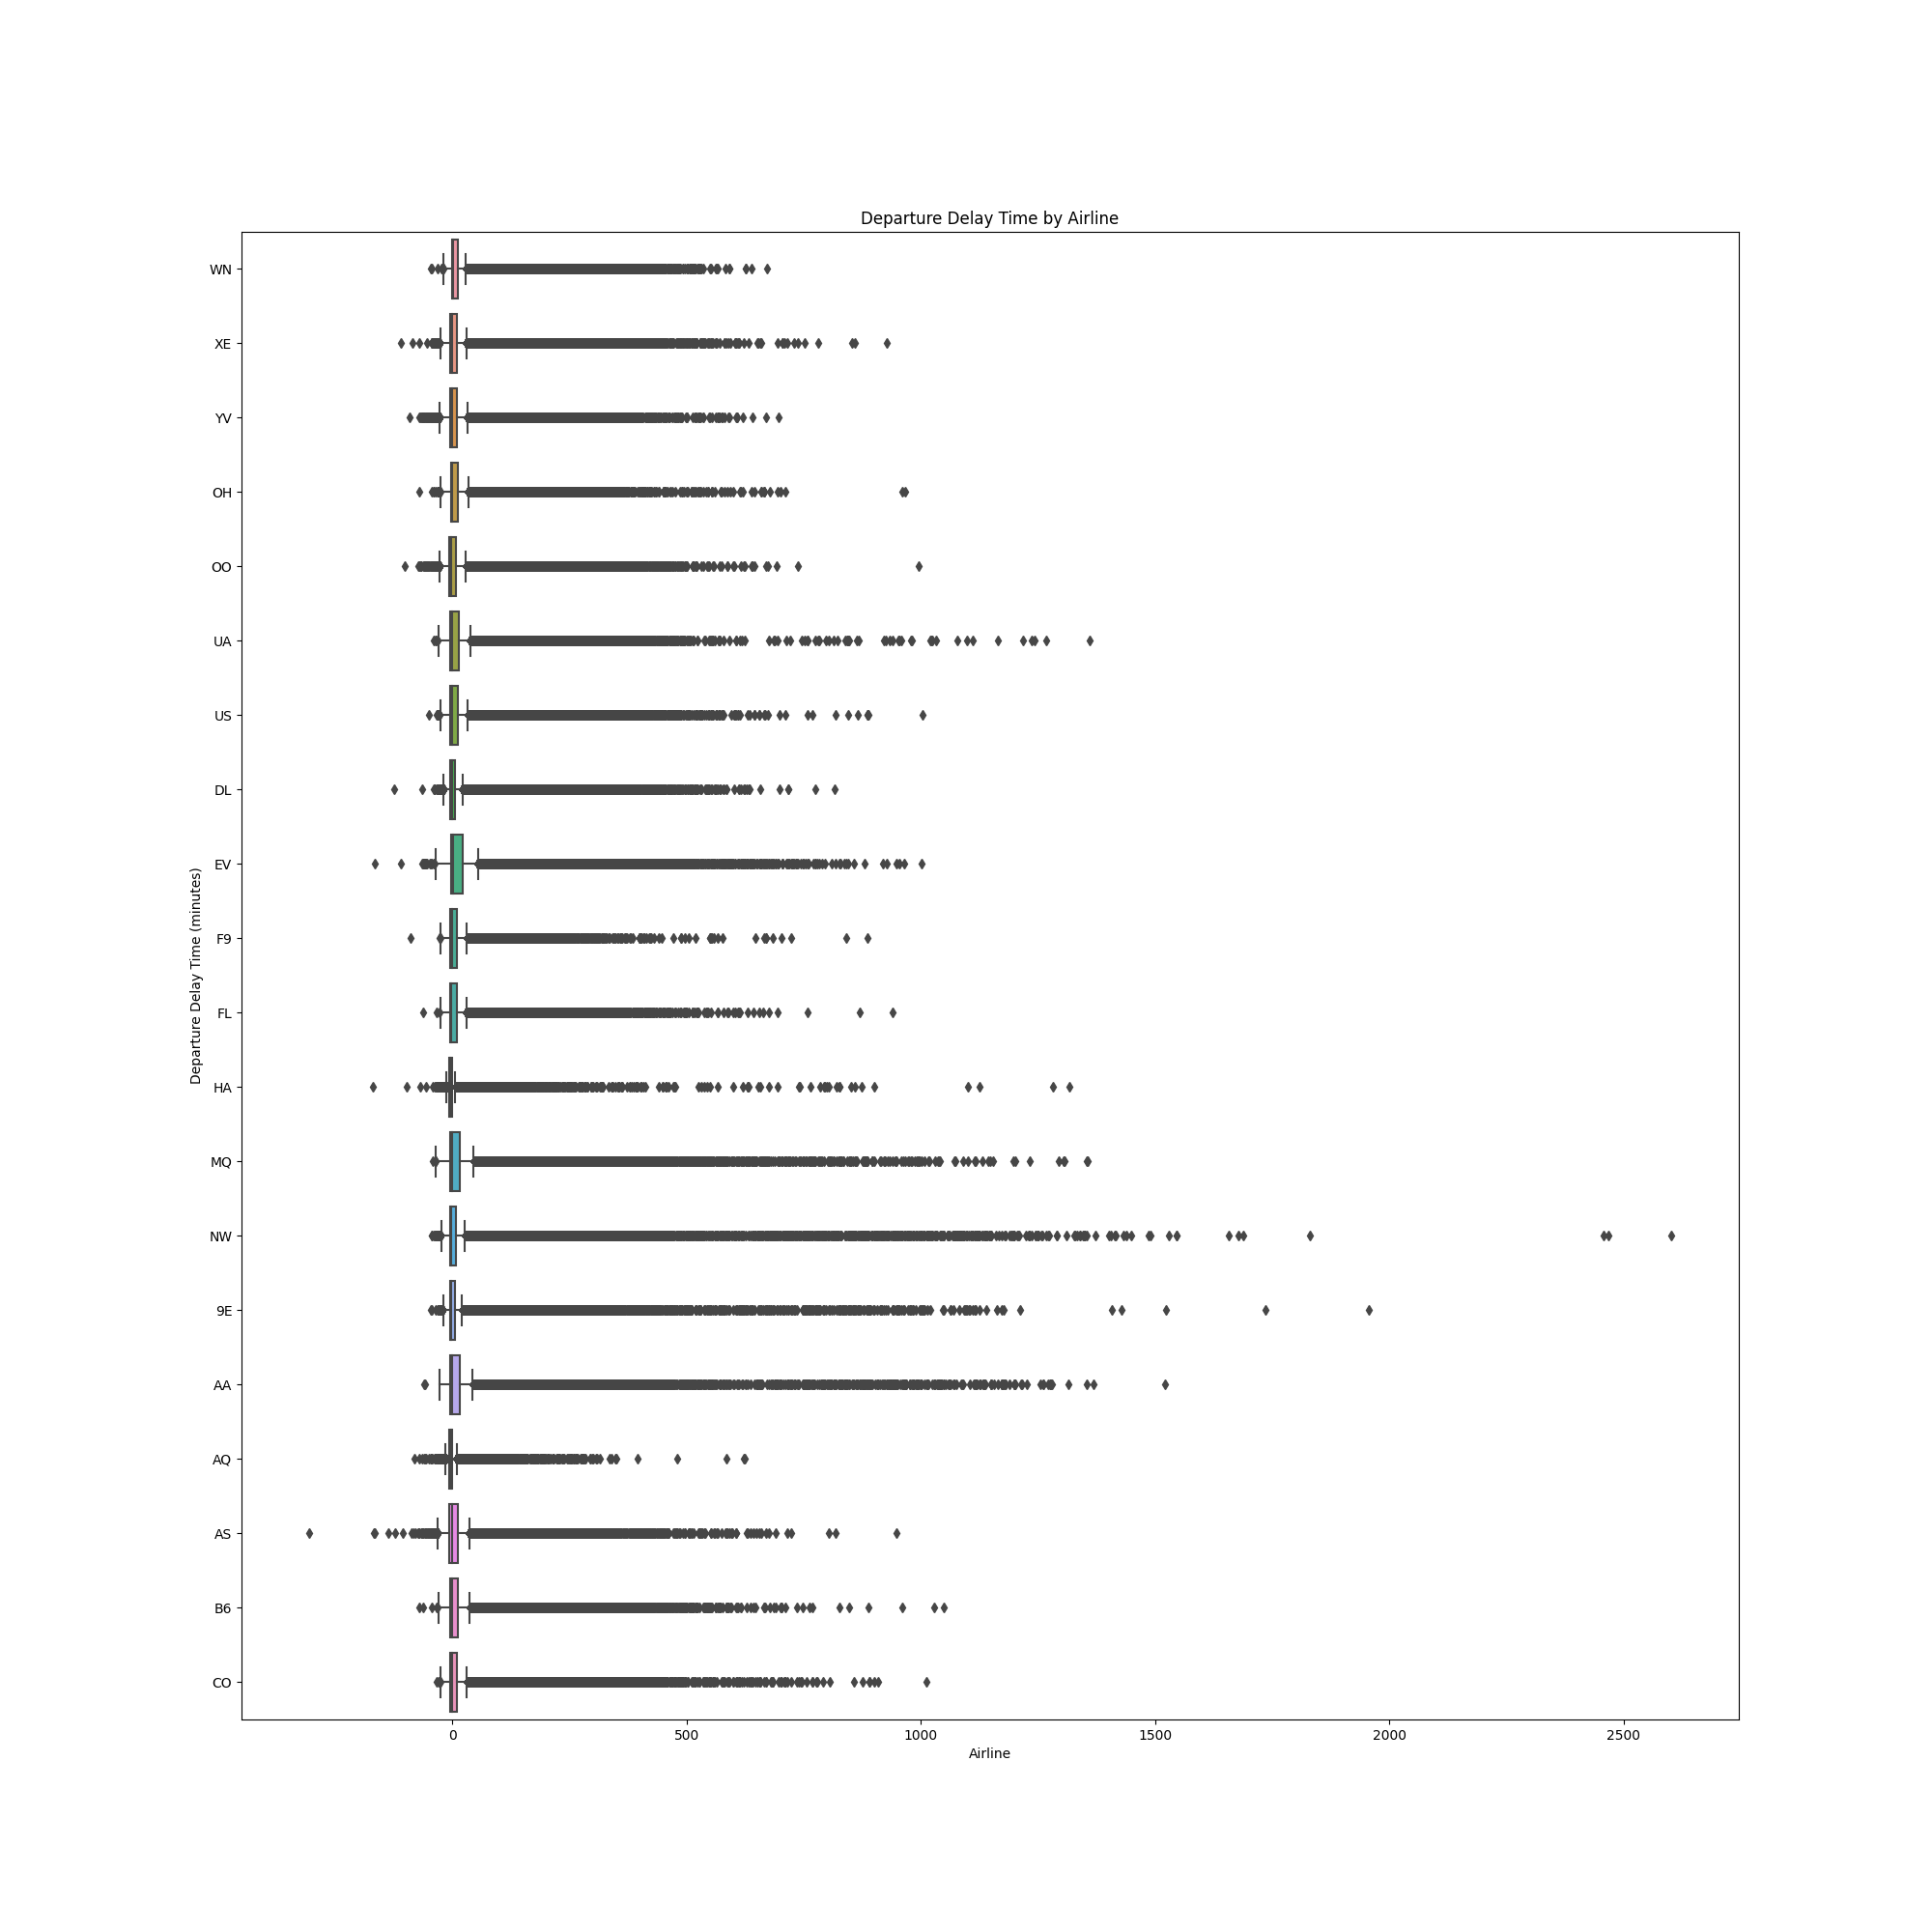 Departure Delay Time by Airline
Departure Delay Time (minutes)
WN
XE
YV
OH
OO
UA
US
DL
EV
F9
FL
HA
MQ
NW
9E
AA
AQ
AS
B6
CO
0 500 1000 1500 2000 2500
Airline